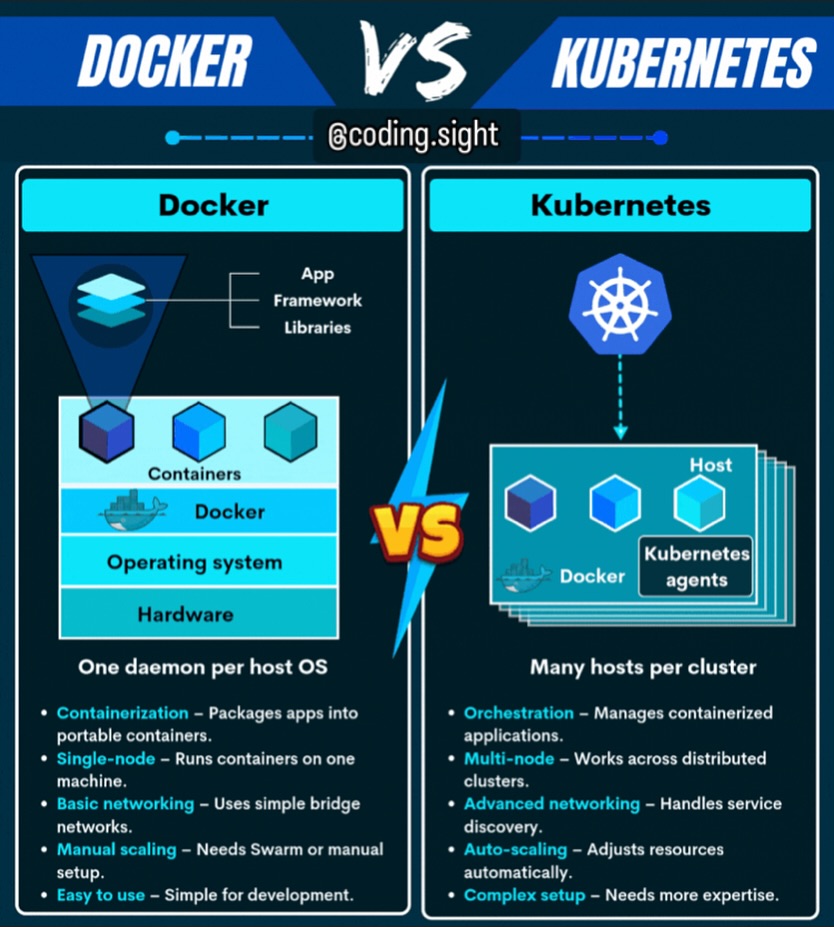 DOCKER VS KUBERNETES
@coding.sight
Docker
App
Framework
Libraries
Containers
Docker
Operating system
Hardware
One daemon per host OS
• Containerization – Packages apps into
portable containers.
• Single-node – Runs containers on one
machine.
• Basic networking – Uses simple bridge
networks.
• Manual scaling – Needs Swarm or manual
setup.
• Easy to use – Simple for development.
VS
Kubernetes
Host
Docker
Kubernetes
agents
Many hosts per cluster
• Orchestration – Manages containerized
applications.
• Multi-node – Works across distributed
clusters.
• Advanced networking – Handles service
discovery.
• Auto-scaling – Adjusts resources
automatically.
• Complex setup – Needs more expertise.